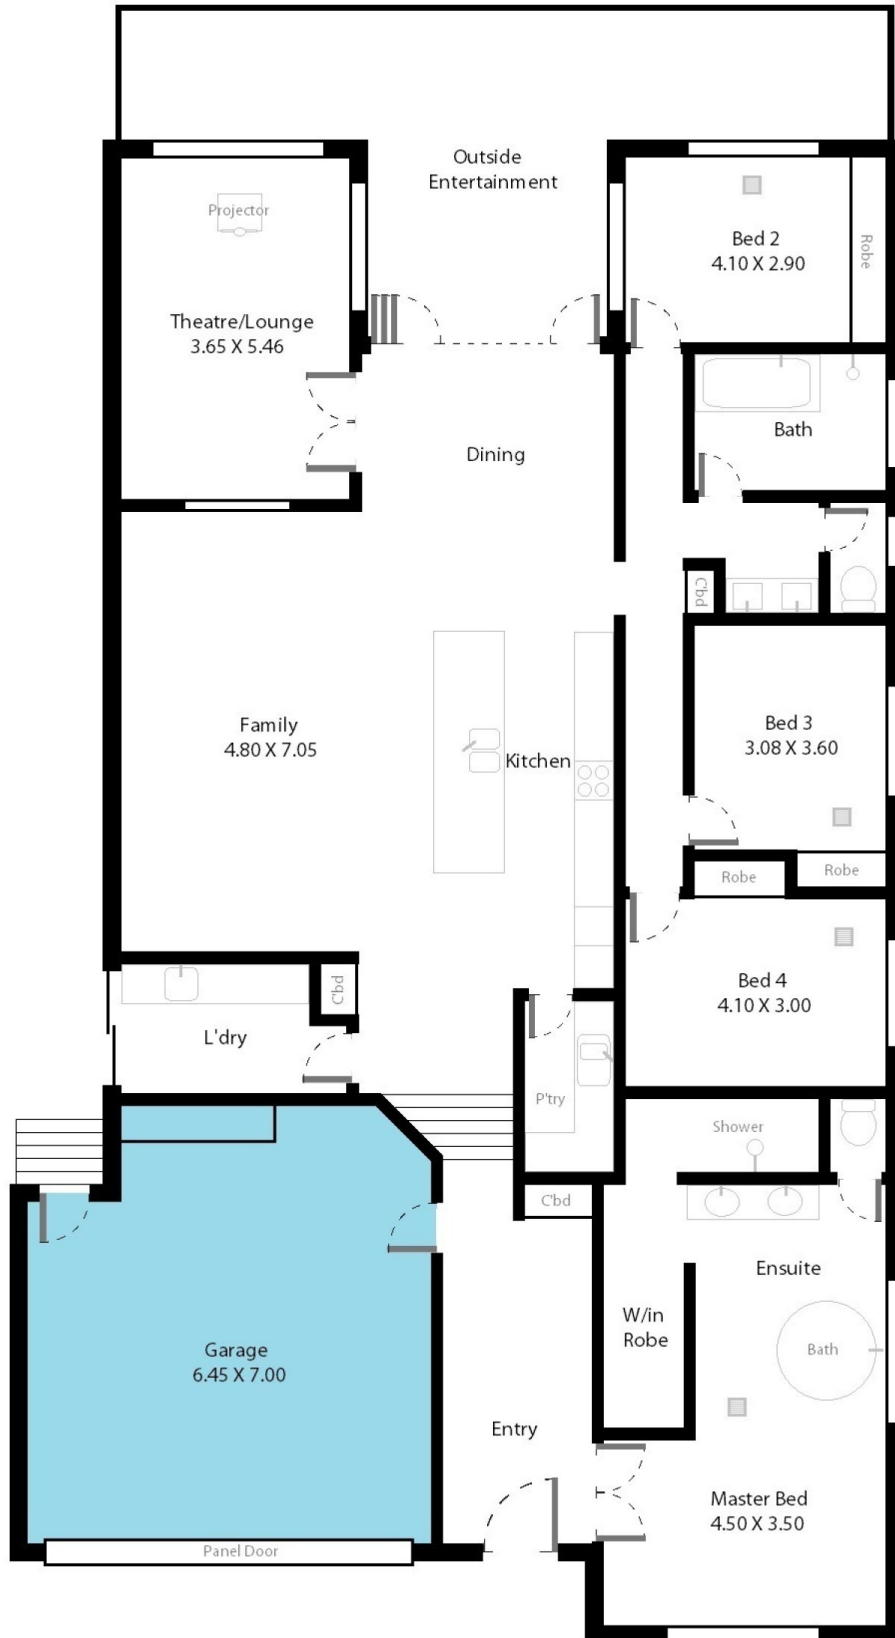 Outside
Entertainment
Projector
Theatre/Lounge
3.65 X 5.46
Bed 2
4.10 X 2.90
Robe
Bath
Dining
C'bd
Family
4.80 X 7.05
Kitchen
Bed 3
3.08 X 3.60
Robe
Robe
Bed 4
4.10 X 3.00
C'bd
L'dry
P'try
Shower
C'bd
Ensuite
W/in
Robe
Bath
Garage
6.45 X 7.00
Entry
Master Bed
4.50 X 3.50
Panel Door